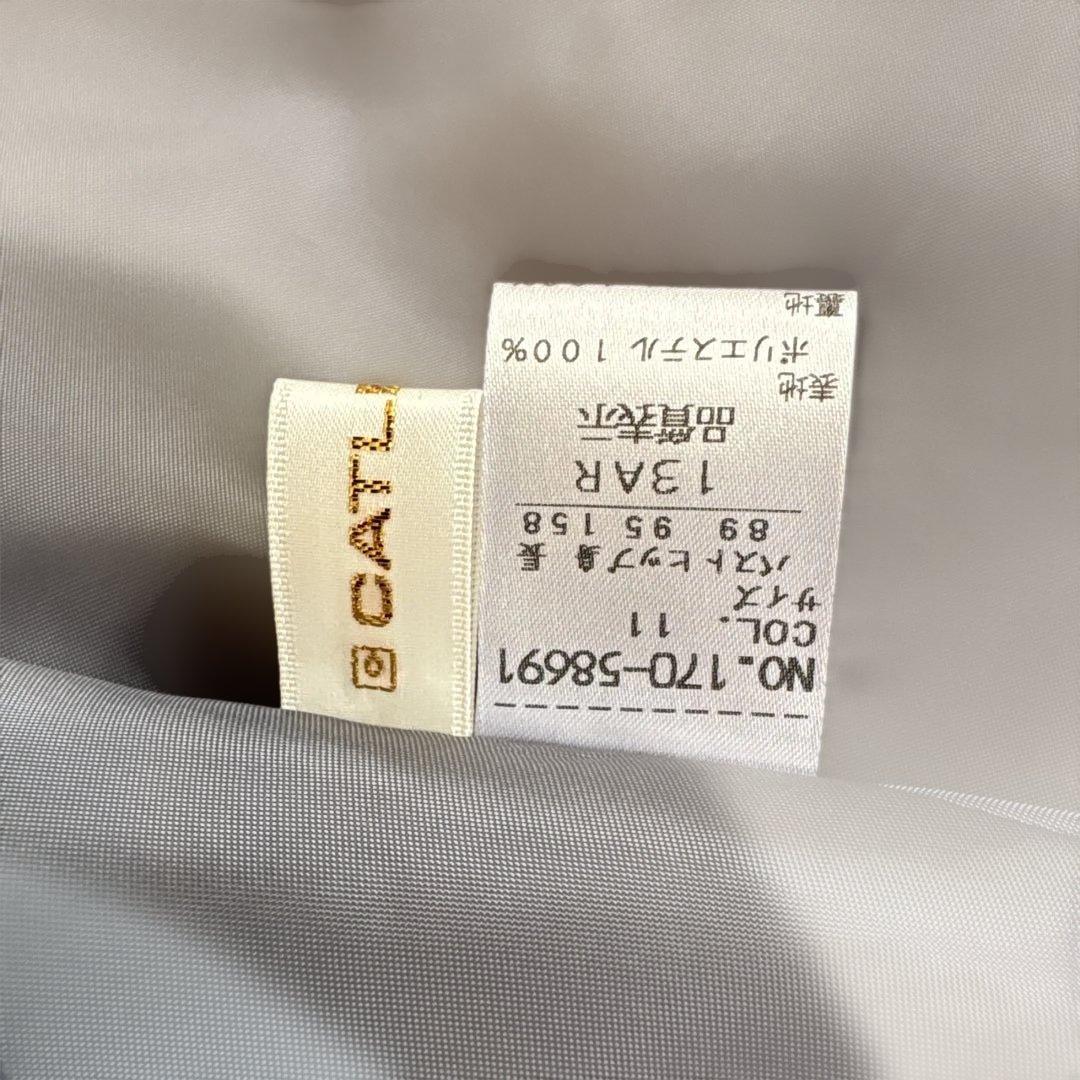 CATL
NO.170-58691
COL. 11
サイズ
バスト ヒップ 身 長
89 95 158
13AR
品質表示
表地
ポリエステル 100%
裏地